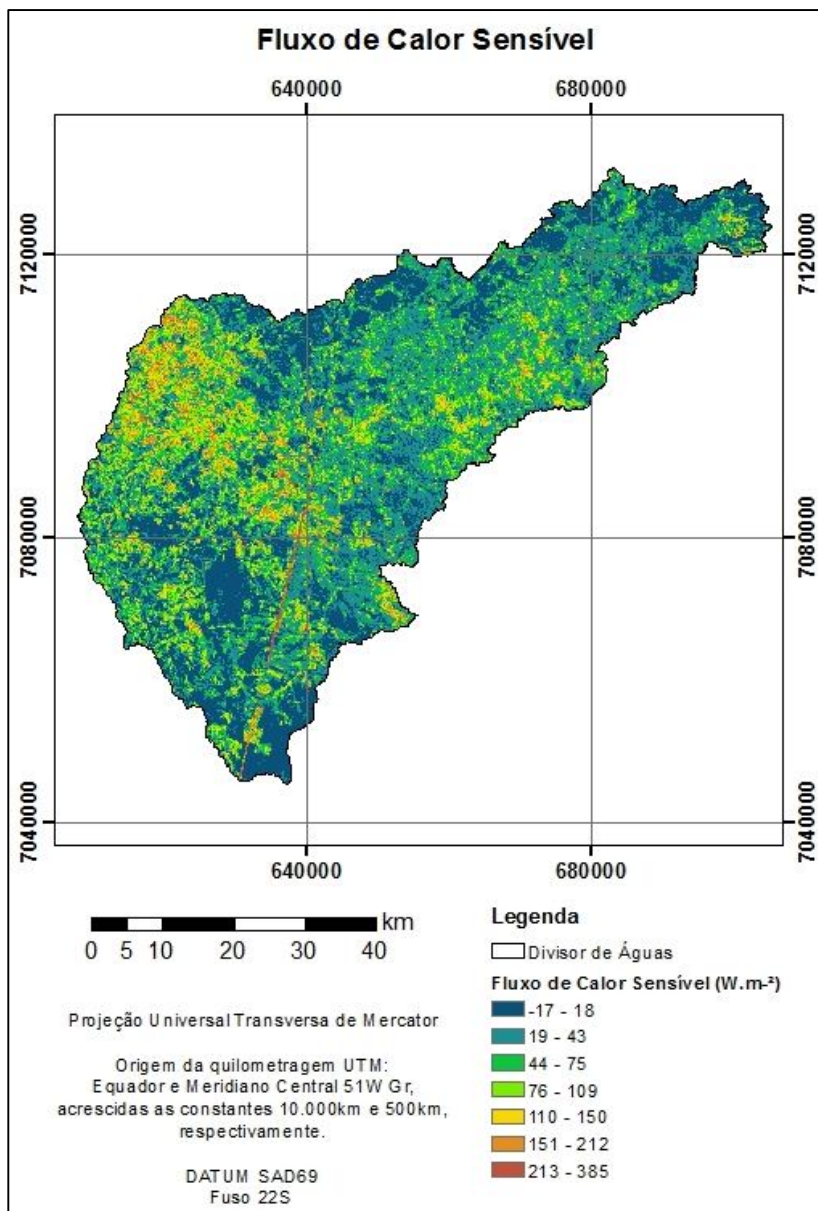 Fluxo de Calor Sensível
640000 680000
7120000 7120000
7080000 7080000
7040000 7040000
640000 680000
km
0 5 10 20 30 40
Projeção Universal Transversa de Mercator
Origem da quilometragem UTM:
Equador e Meridiano Central 51W Gr,
acrescidas as constantes 10.000km e 500km,
respectivamente.
DATUM SAD69
Fuso 22S
Legenda
Divisor de Águas
Fluxo de Calor Sensível (W.m-²)
-17 - 18
19 - 43
44 - 75
76 - 109
110 - 150
151 - 212
213 - 385